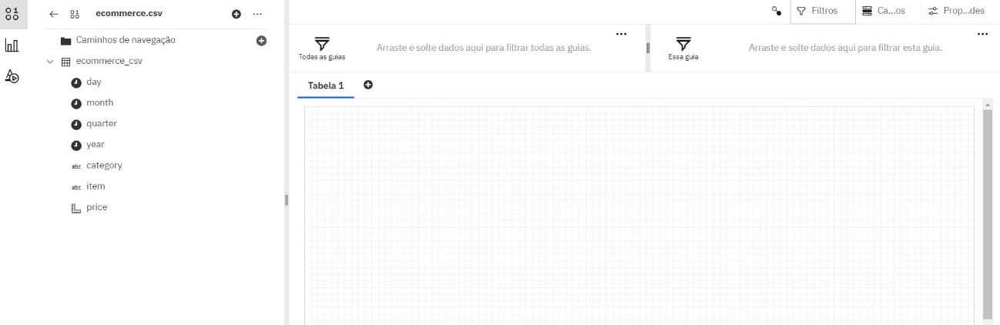 ecommerce.csv
Filtros
Ca...os
Prop...des
Caminhos de navegação
ecommerce_csv
day
month
quarter
year
abc category
abc item
price
Todas as guias
Arraste e solte dados aqui para filtrar todas as guias.
Essa guia
Arraste e solte dados aqui para filtrar esta guia.
Tabela 1